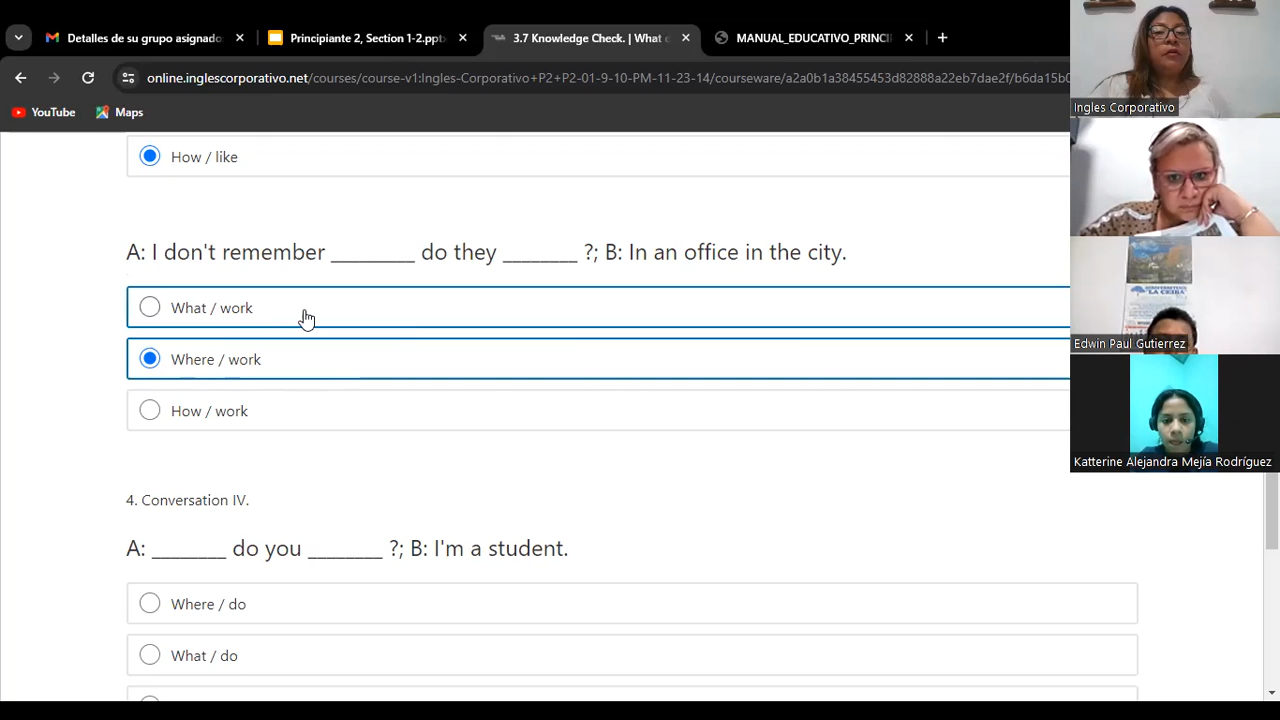 Detalles de su grupo asignado
Principiante 2, Section 1-2.ppt
3.7 Knowledge Check. | What
MANUAL_EDUCATIVO_PRINCI
online.inglescorporativo.net/courses/course-v1:Ingles-Corporativo+P2+P2-01-9-10-PM-11-23-14/courseware/a2a0b1a38455453d82888a22eb7dae2f/b6da15b0
YouTube
Maps
How / like
A: I don't remember _________ do they ________ ?; B: In an office in the city.
What / work
Where / work
How / work
4. Conversation IV.
A: ________ do you ________ ?; B: I'm a student.
Where / do
What / do
Ingles Corporativo
LA CEIBA
Edwin Paul Gutierrez
Katterine Alejandra Mejía Rodríguez